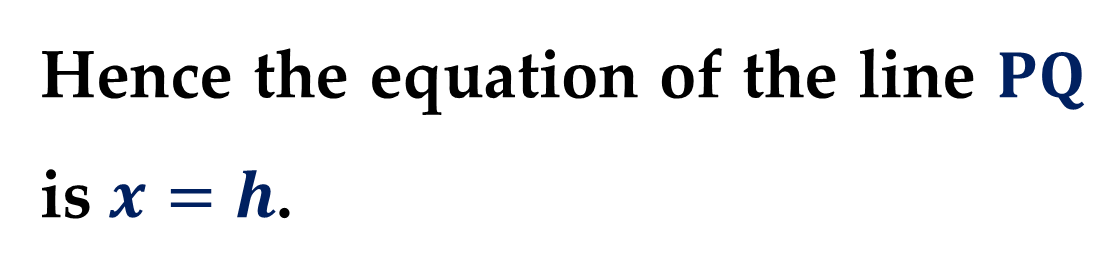 Hence the equation of the line PQ
is x = h.